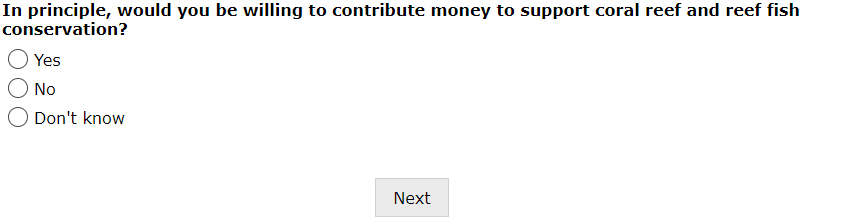 In principle, would you be willing to contribute money to support coral reef and reef fish
conservation?
Yes
No
Don't know
Next